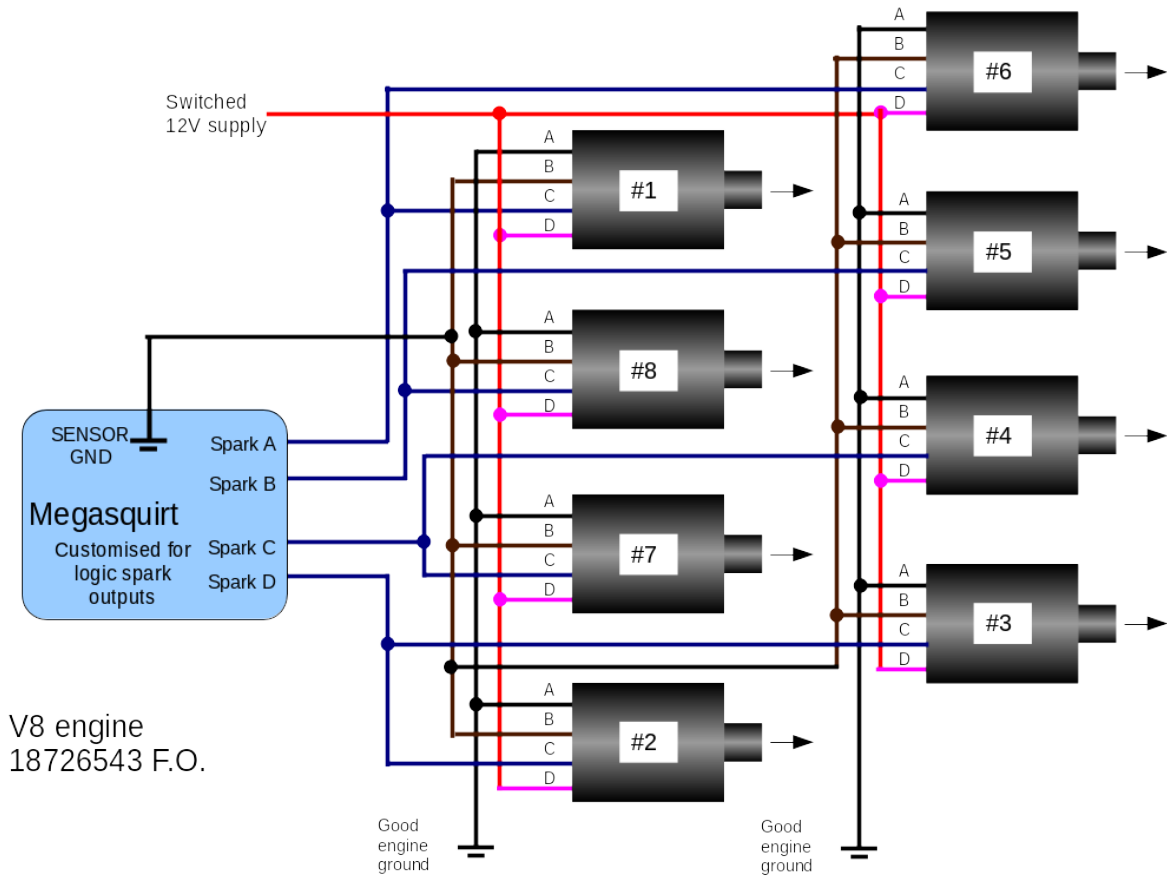 Switched
12V supply
A
B
C
D
#6
A
B
C
D
#1
A
B
C
D
#5
A
B
C
D
#8
A
B
C
D
#4
SENSOR
GND
Spark A
Spark B
Megasquirt
Customised for
logic spark
outputs
Spark C
Spark D
A
B
C
D
#7
A
B
C
D
#3
A
B
C
D
#2
V8 engine
18726543 F.O.
Good
engine
ground
Good
engine
ground